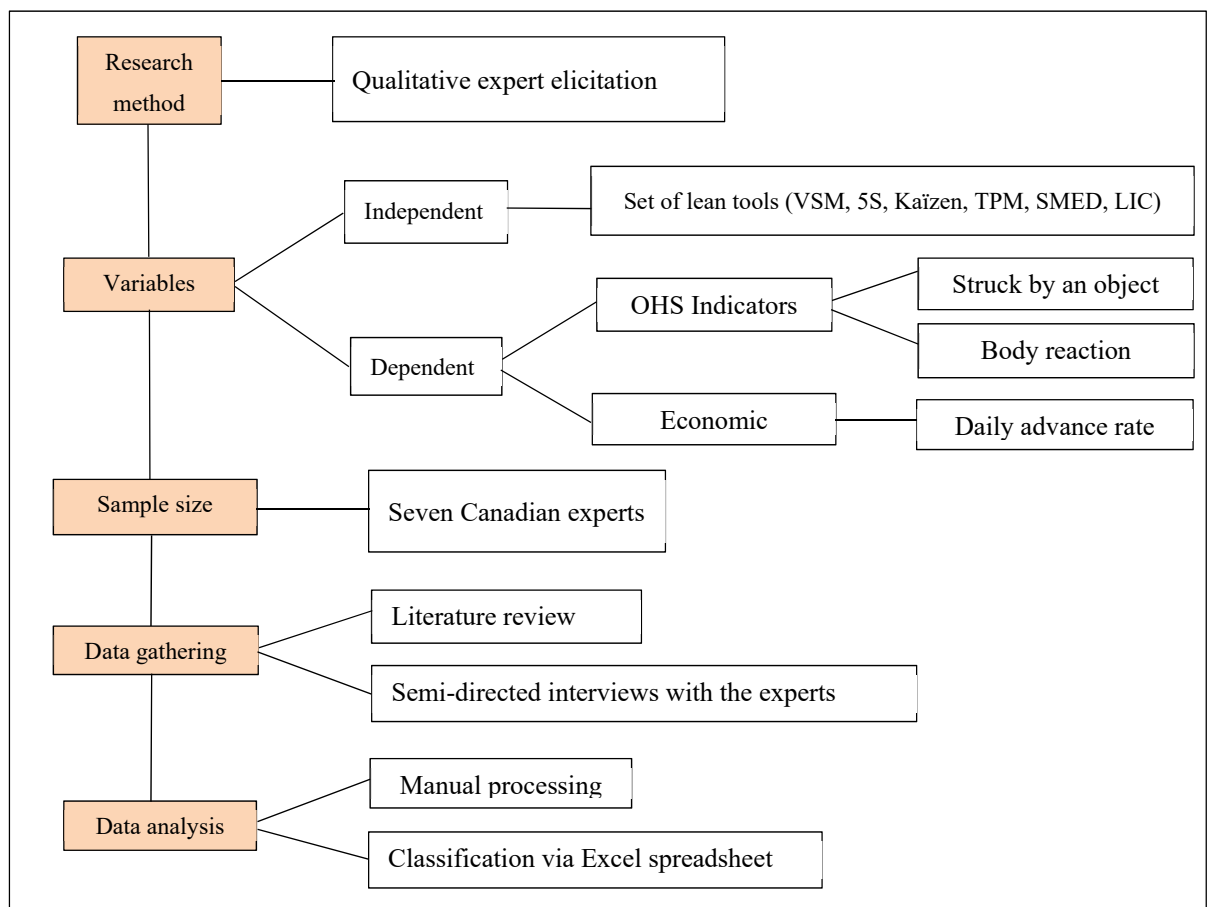 Research
method
Qualitative expert elicitation
Variables
Independent
Set of lean tools (VSM, 5S, Kaïzen, TPM, SMED, LIC)
Dependent
OHS Indicators
Struck by an object
Body reaction
Economic
Daily advance rate
Sample size
Seven Canadian experts
Data gathering
Literature review
Semi-directed interviews with the experts
Data analysis
Manual processing
Classification via Excel spreadsheet